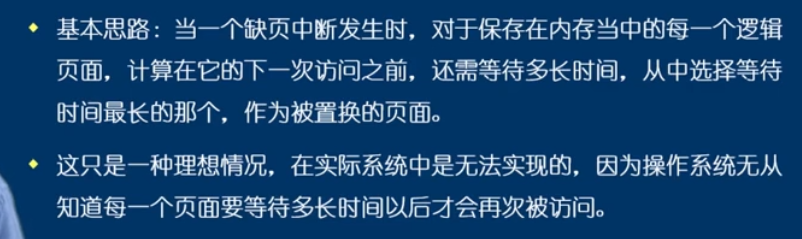 基本思路：当一个缺页中断发生时，对于保存在内存当中的每一个逻辑
页面，计算在它的下一次访问之前，还需等待多长时间，从中选择等待
时间最长的那个，作为被置换的页面。
这只是一种理想情况，在实际系统中是无法实现的，因为操作系统无从
知道每一个页面要等待多长时间以后才会再次被访问。